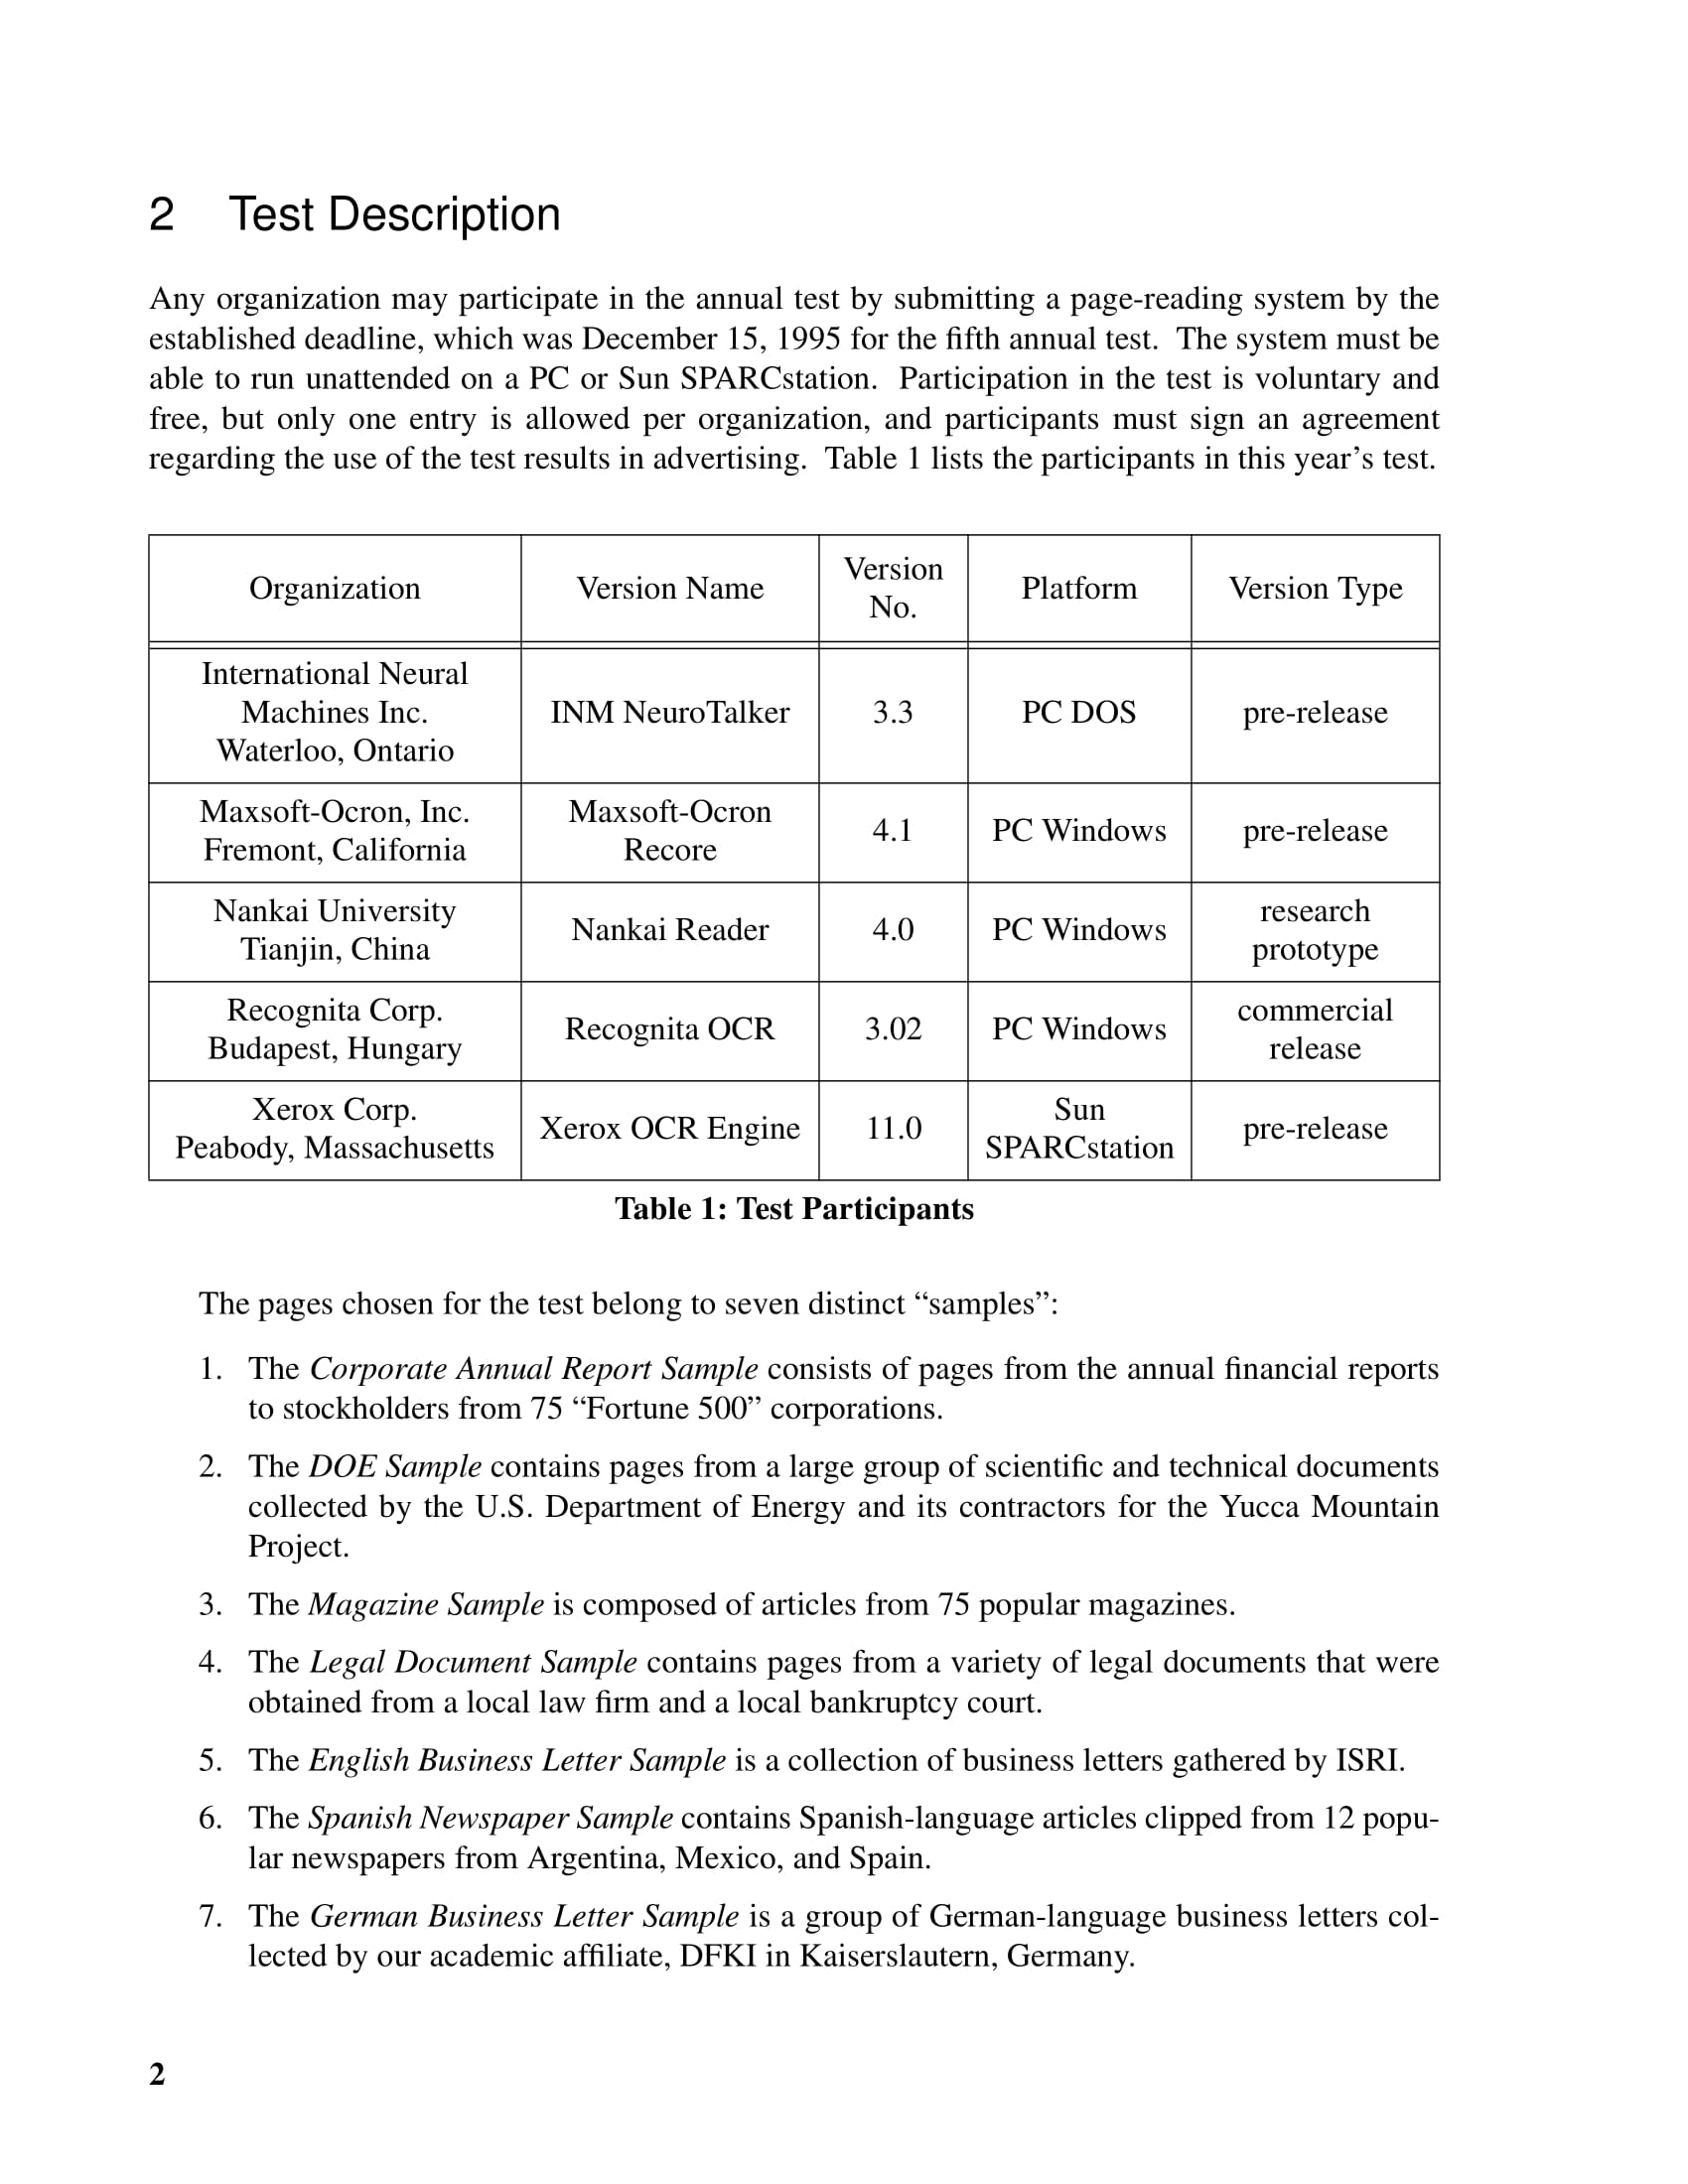 2 Test Description
Any organization may participate in the annual test by submitting a page-reading system by the
established deadline, which was December 15, 1995 for the fifth annual test. The system must be
able to run unattended on a PC or Sun SPARCstation. Participation in the test is voluntary and
free, but only one entry is allowed per organization, and participants must sign an agreement
regarding the use of the test results in advertising. Table 1 lists the participants in this year's test.
Organization Version Name Version No. Platform Version Type
International Neural
Machines Inc.
Waterloo, Ontario
INM NeuroTalker
3.3
PC DOS
pre-release
Maxsoft-Ocron, Inc.
Fremont, California
Maxsoft-Ocron
Recore
4.1
PC Windows
pre-release
Nankai University
Tianjin, China
Nankai Reader
4.0
PC Windows
research
prototype
Recognita Corp.
Budapest, Hungary
Recognita OCR
3.02
PC Windows
commercial
release
Xerox Corp.
Peabody, Massachusetts
Xerox OCR Engine
11.0
Sun
SPARCstation
pre-release
Table 1: Test Participants
The pages chosen for the test belong to seven distinct “samples”:
1. The Corporate Annual Report Sample consists of pages from the annual financial reports
to stockholders from 75 “Fortune 500” corporations.
2. The DOE Sample contains pages from a large group of scientific and technical documents
collected by the U.S. Department of Energy and its contractors for the Yucca Mountain
Project.
3. The Magazine Sample is composed of articles from 75 popular magazines.
4. The Legal Document Sample contains pages from a variety of legal documents that were
obtained from a local law firm and a local bankruptcy court.
5. The English Business Letter Sample is a collection of business letters gathered by ISRI.
6. The Spanish Newspaper Sample contains Spanish-language articles clipped from 12 popu-
lar newspapers from Argentina, Mexico, and Spain.
7. The German Business Letter Sample is a group of German-language business letters col-
lected by our academic affiliate, DFKI in Kaiserslautern, Germany.
2